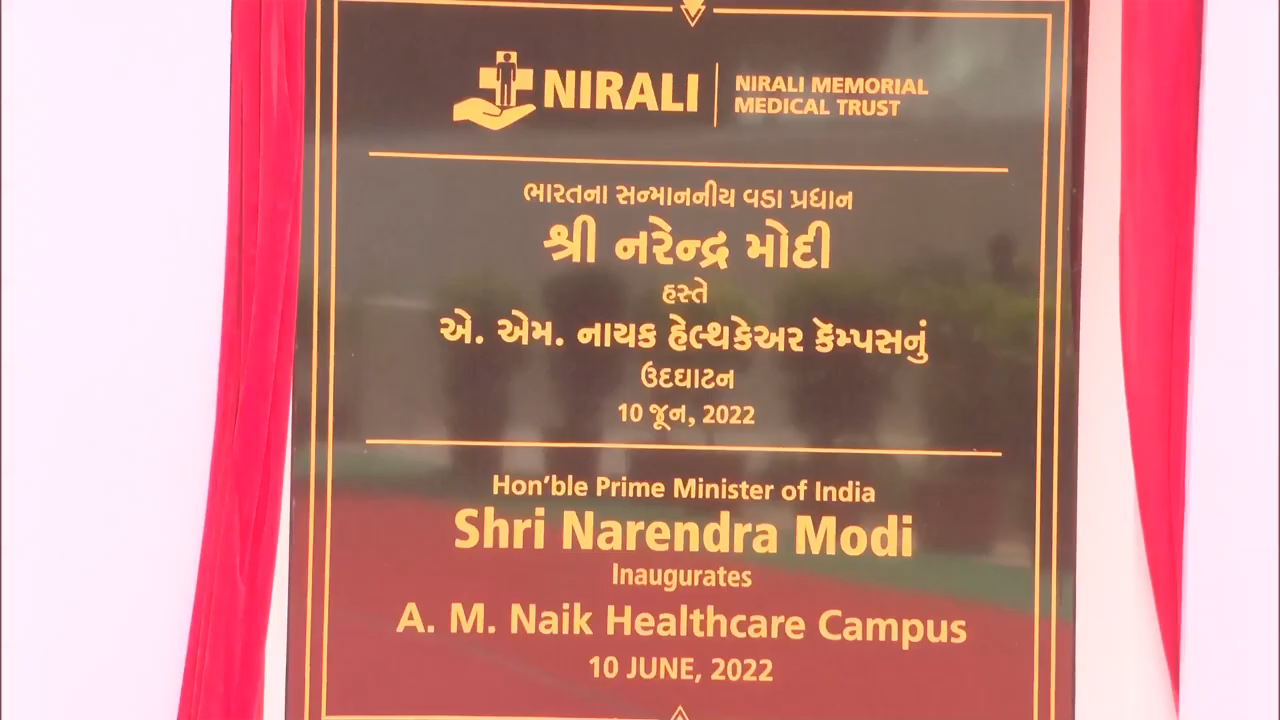 NIRALI
NIRALI MEMORIAL
MEDICAL TRUST
ભારતના સન્માનનીય વડા પ્રધાન
શ્રી નરેન્દ્ર મોદી
હસ્તે
એ. એમ. નાયક હેલ્થકેઅર કૅમ્પસનું
ઉદઘાટન
10 જૂન, 2022
Hon'ble Prime Minister of India
Shri Narendra Modi
Inaugurates
A. M. Naik Healthcare Campus
10 JUNE, 2022